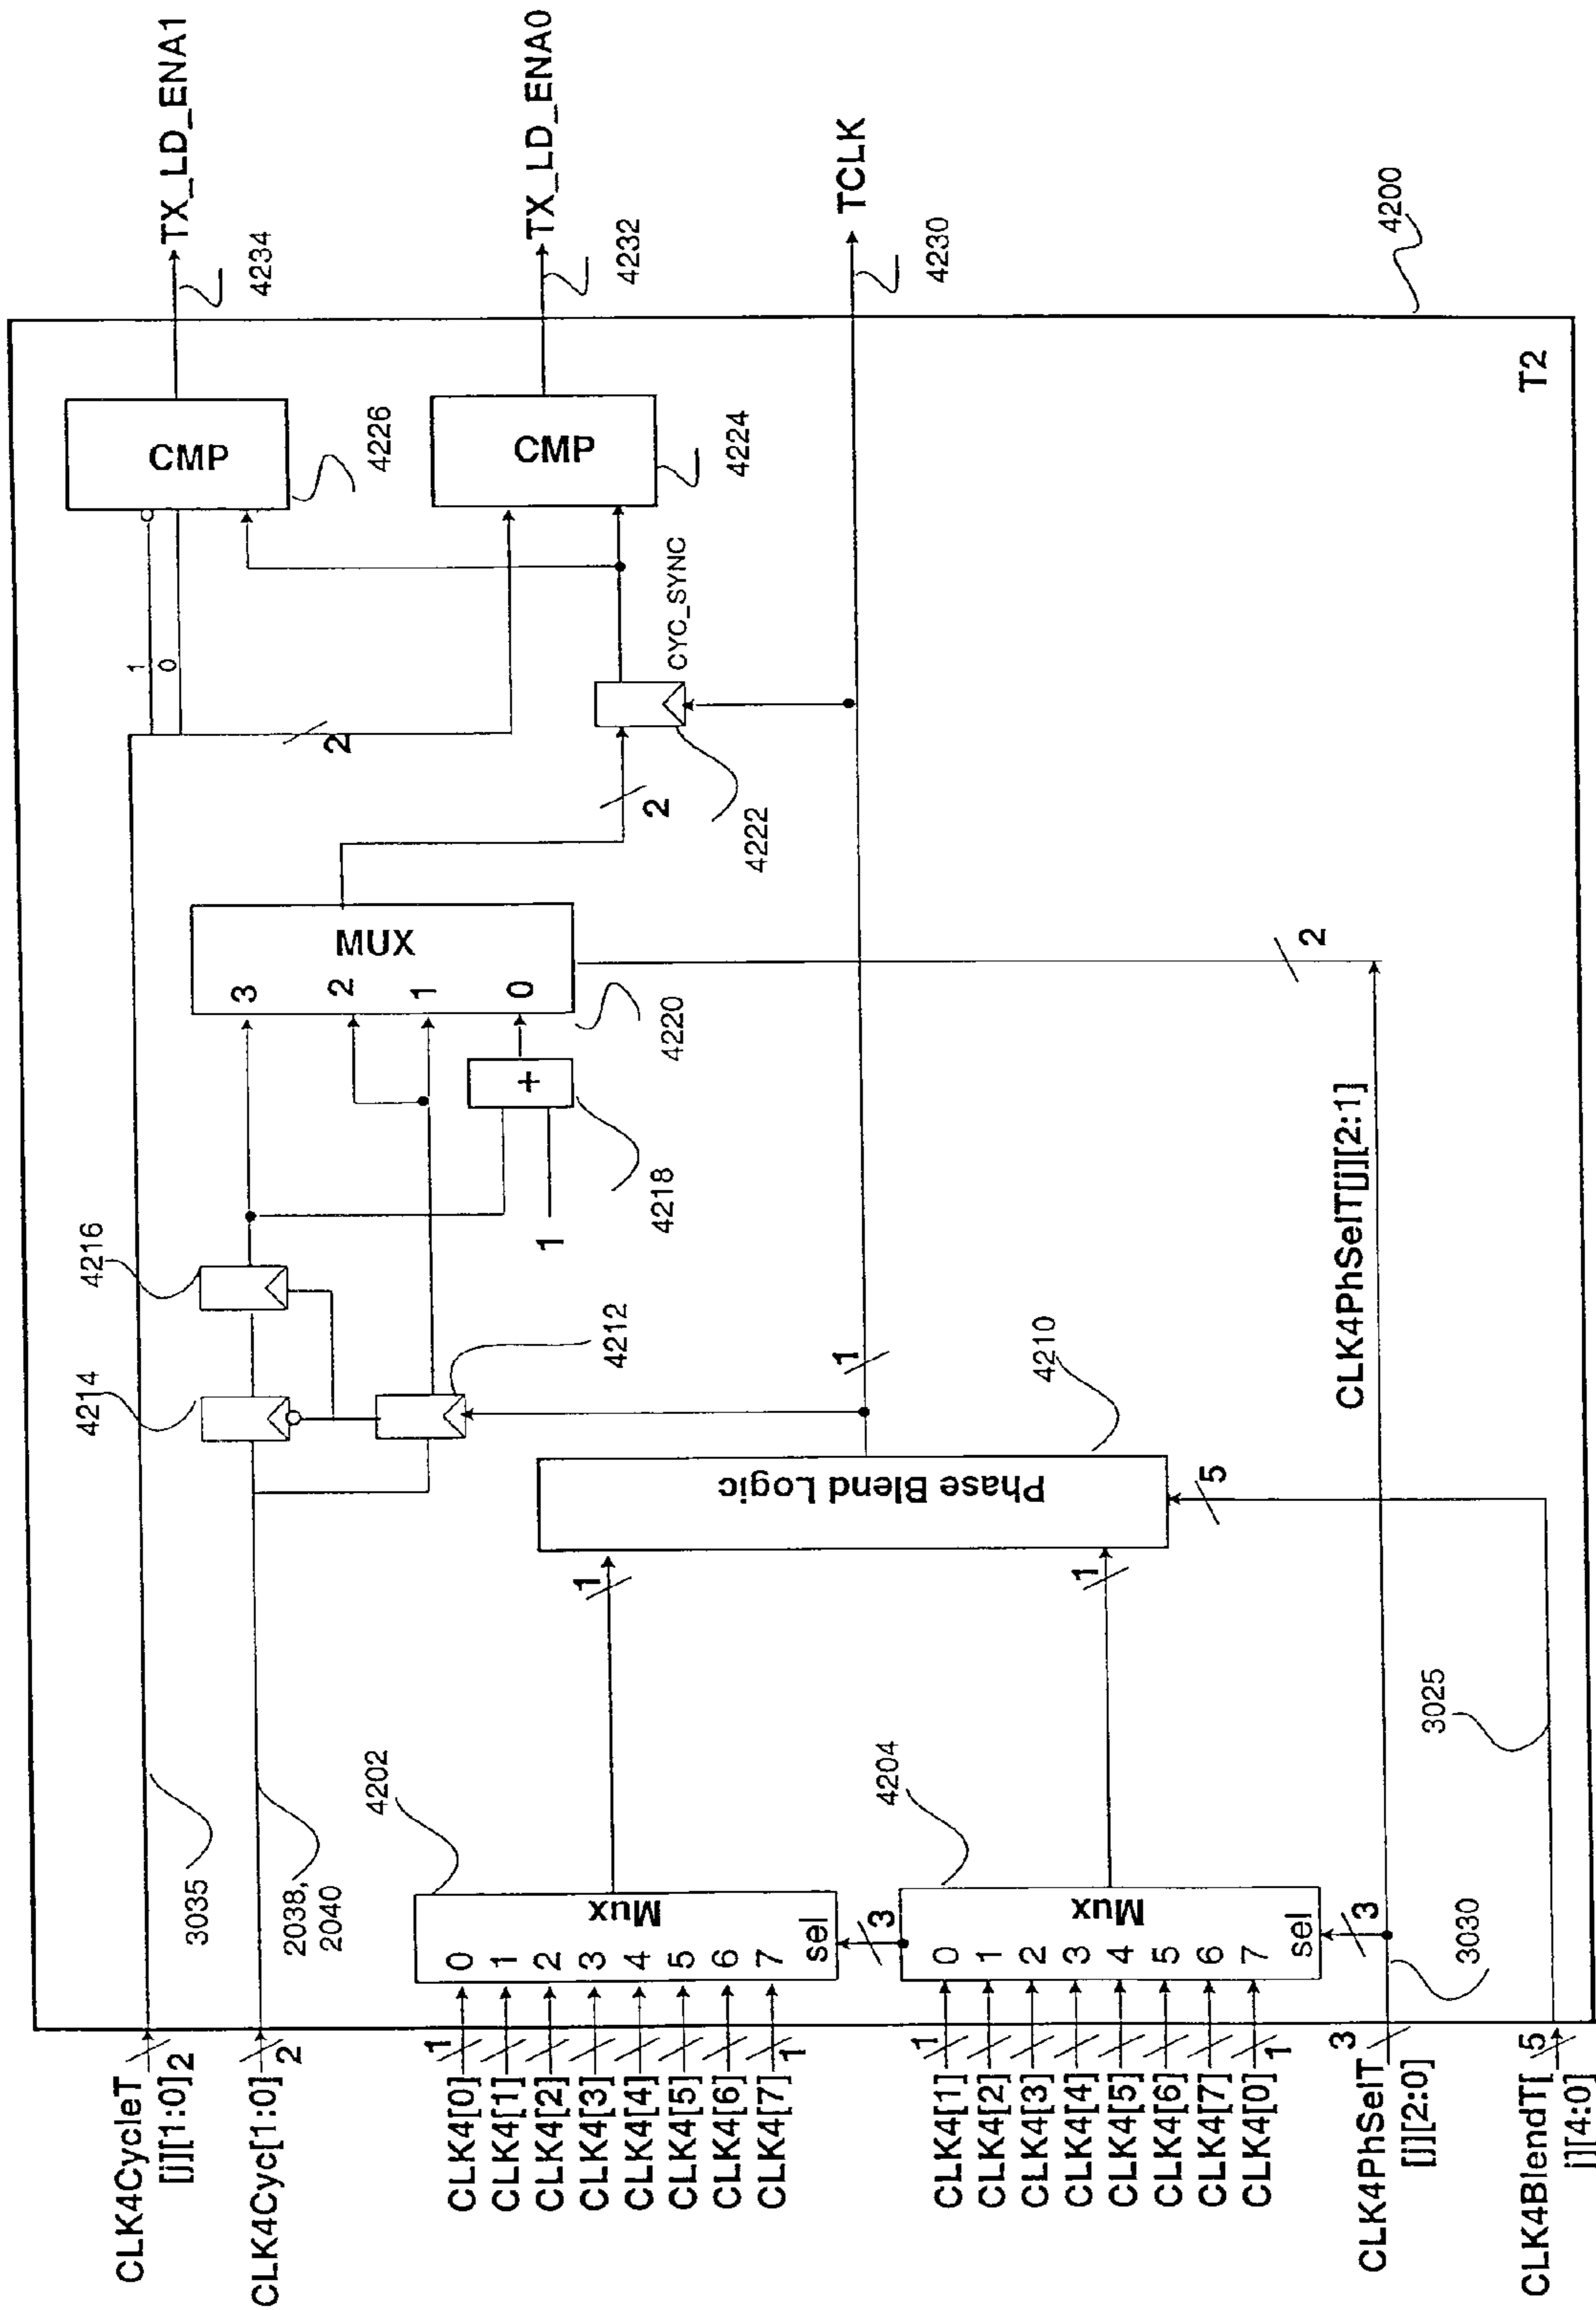 CLK4CycleT
[j][1:0]
2
CLK4Cyc[1:0]
2
3035
2038,
2040
4214
4216
4212
1
+
4218
3
2
1
0
MUX
4220
2
4222
CYC_SYNC
1
0
2
CMP
4226
CMP
4224
TX_LD_ENA1
4234
TX_LD_ENA0
4232
TCLK
4230
4200
T2
CLK4[0]
CLK4[1]
CLK4[2]
CLK4[3]
CLK4[4]
CLK4[5]
CLK4[6]
CLK4[7]
1
1
0
1
2
3
4
5
6
7
Mux
sel
4202
3
1
CLK4[1]
CLK4[2]
CLK4[3]
CLK4[4]
CLK4[5]
CLK4[6]
CLK4[7]
CLK4[0]
1
1
0
1
2
3
4
5
6
7
Mux
sel
4204
3
1
Phase Blend Logic
4210
1
5
CLK4PhSelT
[j][2:0]
3
3030
CLK4PhSelT[j][2:1]
2
CLK4BlendT[
j][4:0]
5
3025